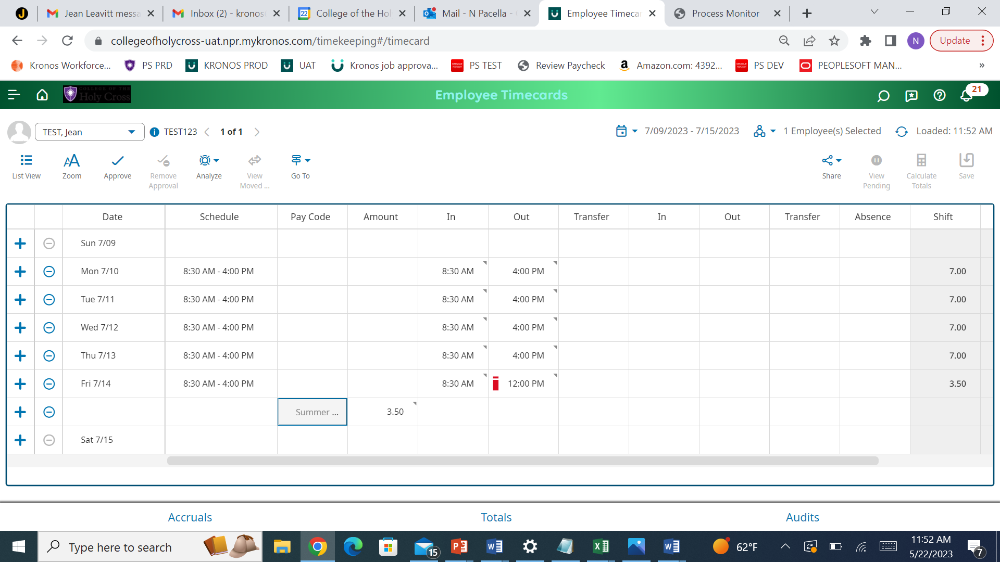 Jean Leavitt messa
Inbox (2) - kronos
College of the Hol
Mail - N Pacella -
Employee Timecar
Process Monitor
collegeofholycross-uat.npr.mykronos.com/timekeeping#/timecard
N
Update
Kronos Workforce...
PS PRD
KRONOS PROD
UAT
Kronos job approva...
PS TEST
Review Paycheck
Amazon.com: 4392...
PS DEV
PEOPLESOFT MAN...
»
COLLEGE OF THE
Holy Cross
Employee Timecards
21
TEST, Jean
TEST123
1 of 1
7/09/2023 - 7/15/2023
1 Employee(s) Selected
Loaded: 11:52 AM
List View
Zoom
Approve
Remove Approval
Analyze
View Moved ...
Go To
Share
View Pending
Calculate Totals
Save
Date Schedule Pay Code Amount In Out Transfer In Out Transfer Absence Shift
Sun 7/09
Mon 7/10 8:30 AM - 4:00 PM 8:30 AM 4:00 PM 7.00
Tue 7/11 8:30 AM - 4:00 PM 8:30 AM 4:00 PM 7.00
Wed 7/12 8:30 AM - 4:00 PM 8:30 AM 4:00 PM 7.00
Thu 7/13 8:30 AM - 4:00 PM 8:30 AM 4:00 PM 7.00
Fri 7/14 8:30 AM - 4:00 PM 8:30 AM 12:00 PM 3.50
Summer ... 3.50
Sat 7/15
Accruals
Totals
Audits
Type here to search
15
62°F
11:52 AM
5/22/2023
7